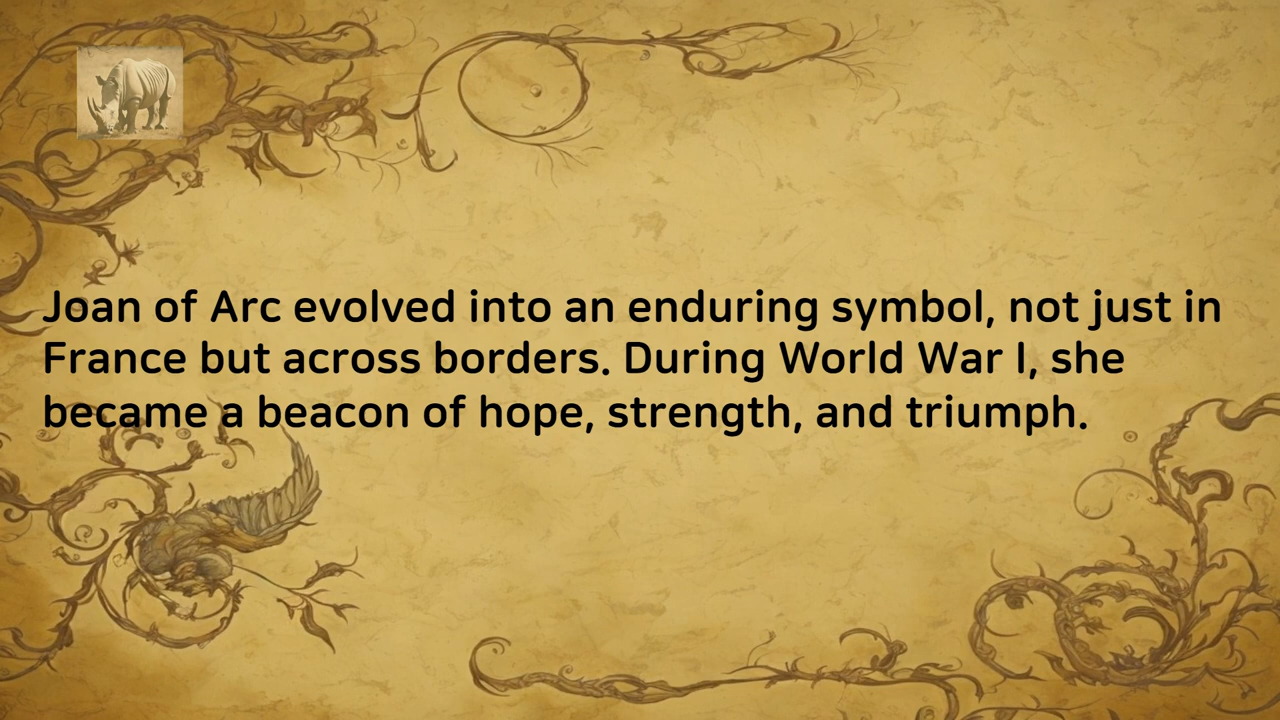 Joan of Arc evolved into an enduring symbol, not just in
France but across borders. During World War I, she
became a beacon of hope, strength, and triumph.